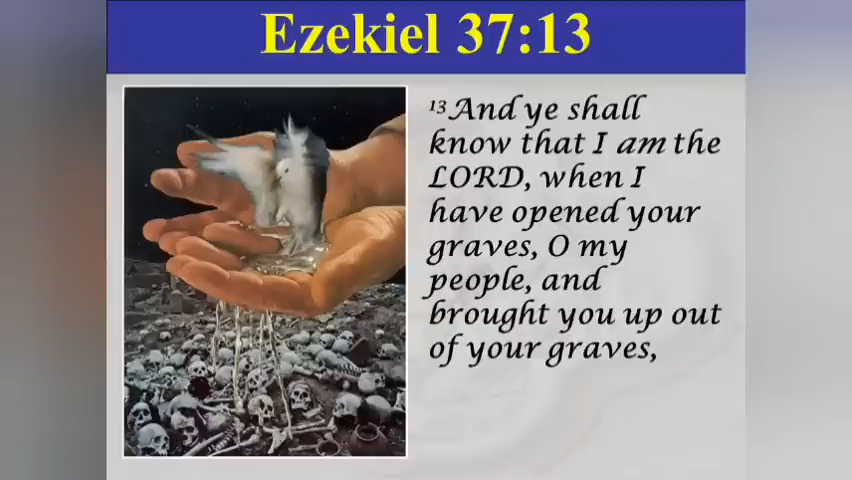 Ezekiel 37:13
13 And ye shall
know that I am the
LORD, when I
have opened your
graves, O my
people, and
brought you up out
of your graves,